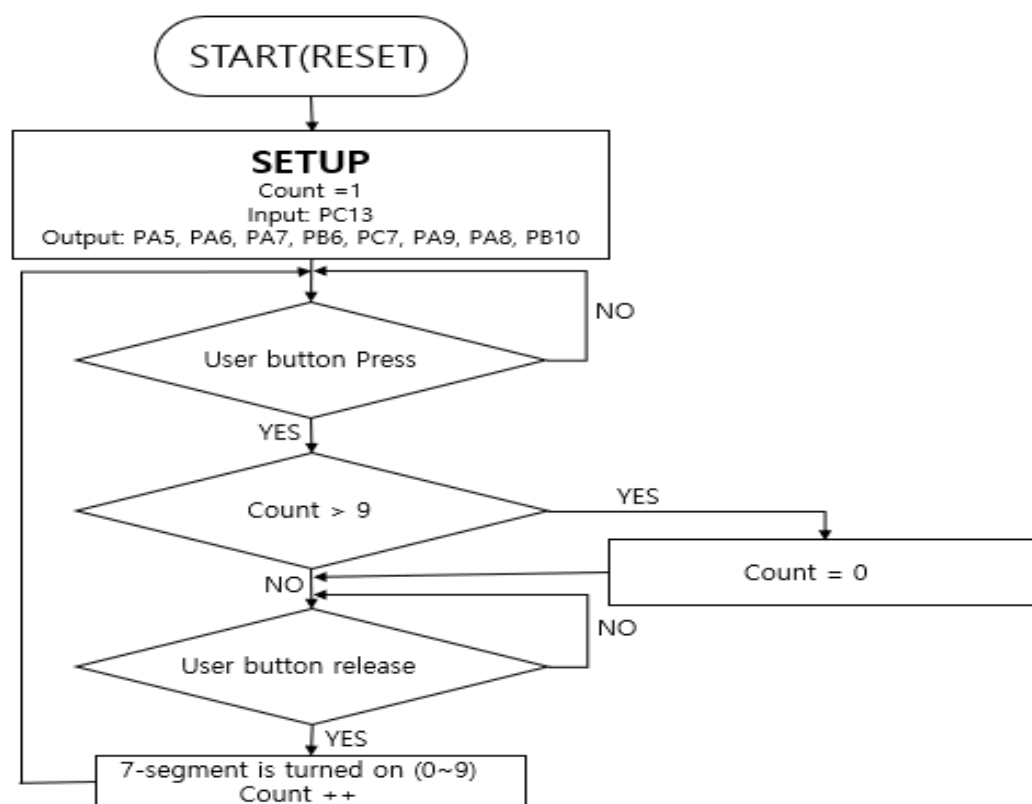 START(RESET)
SETUP
Count =1
Input: PC13
Output: PA5, PA6, PA7, PB6, PC7, PA9, PA8, PB10
NO
User button Press
YES
Count > 9
YES
Count = 0
NO
NO
User button release
YES
7-segment is turned on (0~9)
Count ++